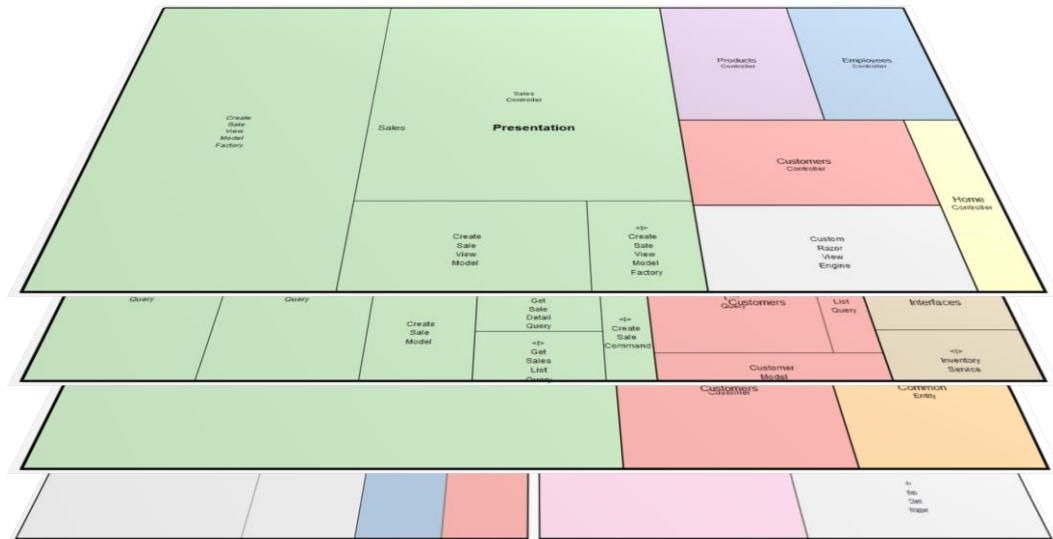 Create
Sale
View
Model
Factory
Sales
Sales
Controller
Presentation
Products
Controller
Employees
Controller
Customers
Controller
Home
Controller
Create
Sale
View
Model
<I>
Create
Sale
View
Model
Factory
Custom
Razor
View
Engine
Query
Query
Create
Sale
Model
Get
Sale
Detail
Query
<I>
Get
Sales
List
Query
<I>
Create
Sale
Command
Customers
Query
List
Query
Customer
Model
Interfaces
<I>
Inventory
Service
Customers
Customer
Common
Entity